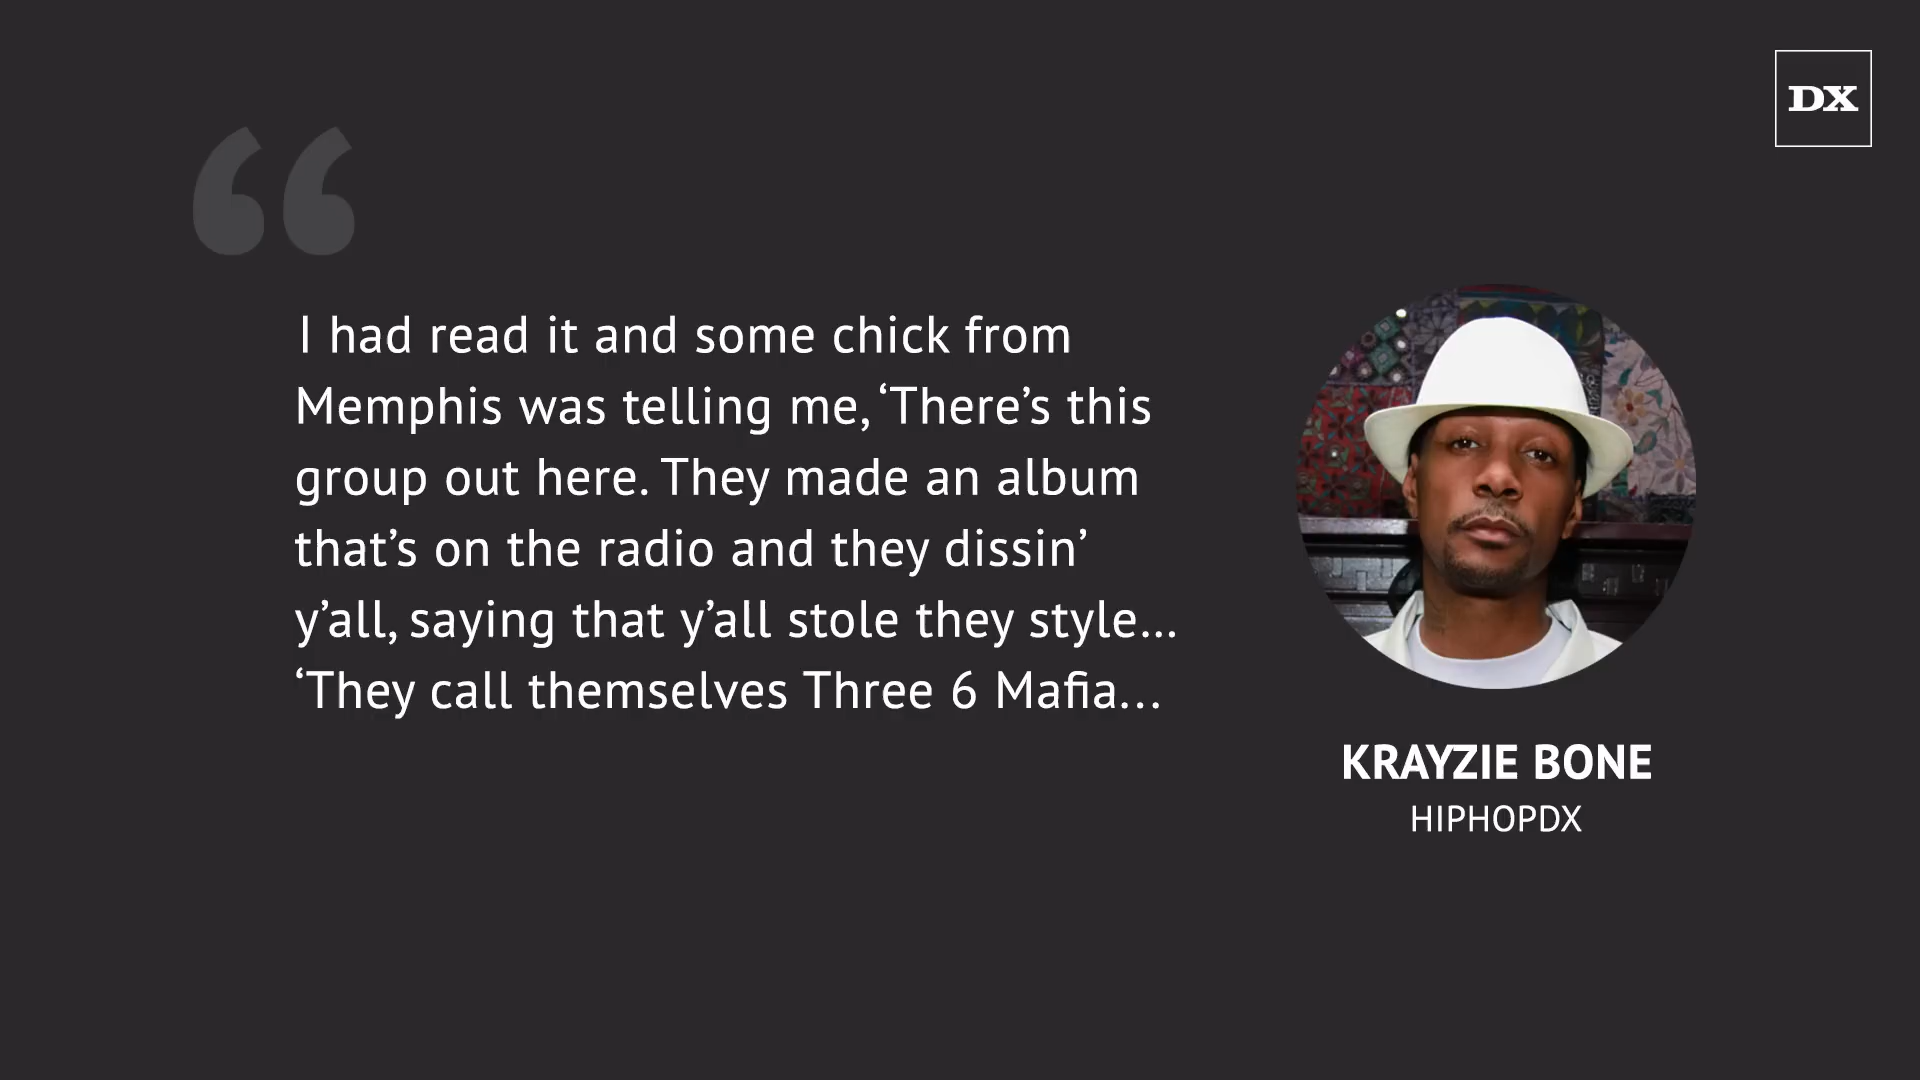 DX
“
I had read it and some chick from
Memphis was telling me, ‘There’s this
group out here. They made an album
that’s on the radio and they dissin’
y’all, saying that y’all stole they style...
‘They call themselves Three 6 Mafia...
KRAYZIE BONE
HIPHOPDX